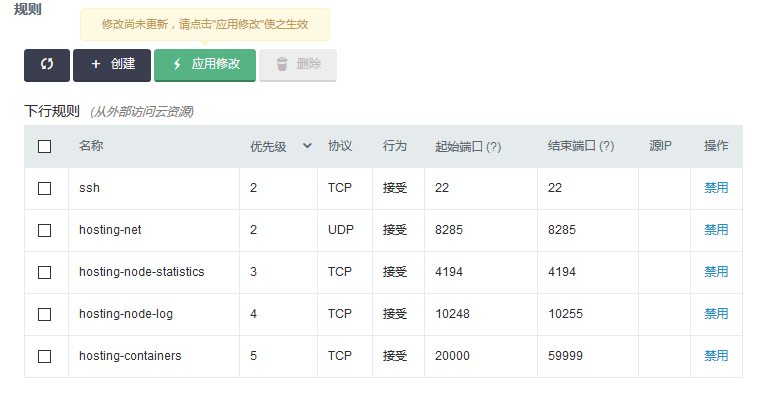 规则
修改尚未更新，请点击"应用修改"使之生效
创建 应用修改 删除
下行规则 (从外部访问云资源)
名称 优先级 协议 行为 起始端口 (?) 结束端口 (?) 源IP 操作
ssh 2 TCP 接受 22 22 禁用
hosting-net 2 UDP 接受 8285 8285 禁用
hosting-node-statistics 3 TCP 接受 4194 4194 禁用
hosting-node-log 4 TCP 接受 10248 10255 禁用
hosting-containers 5 TCP 接受 20000 59999 禁用